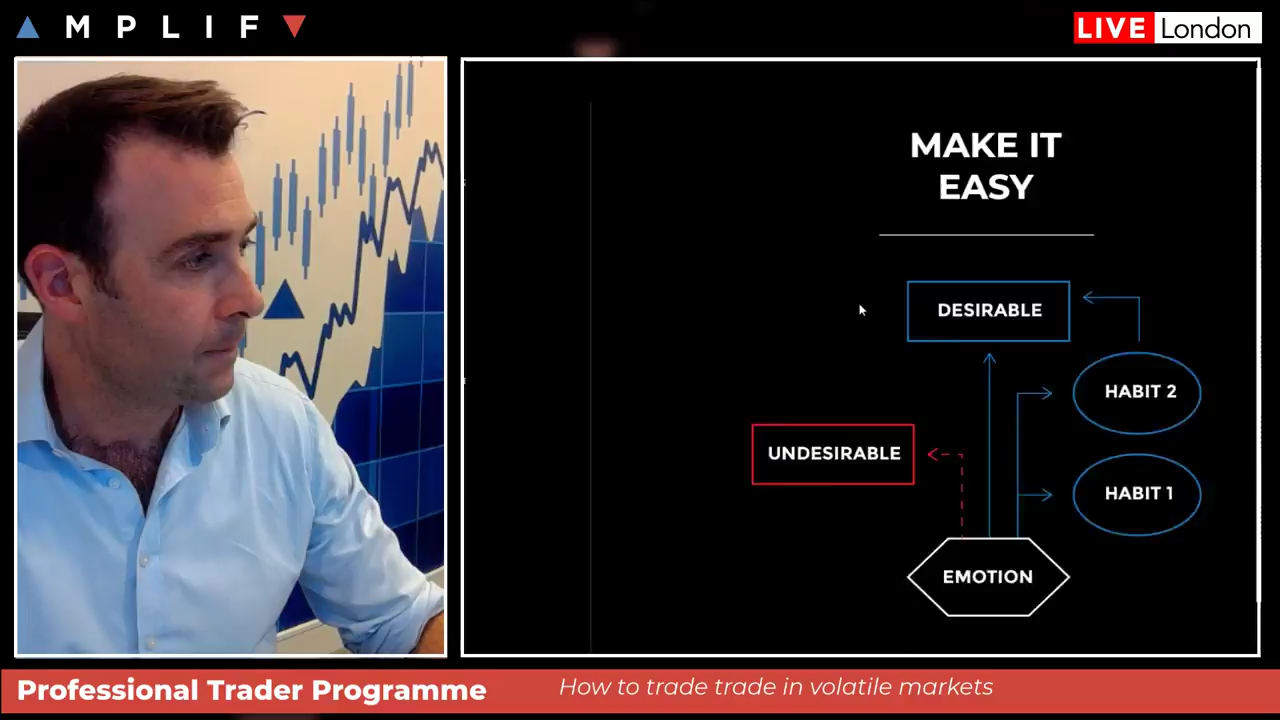 MPLIF
LIVE London
MAKE IT
EASY
DESIRABLE
HABIT 2
UNDESIRABLE
HABIT 1
EMOTION
Professional Trader Programme
How to trade trade in volatile markets